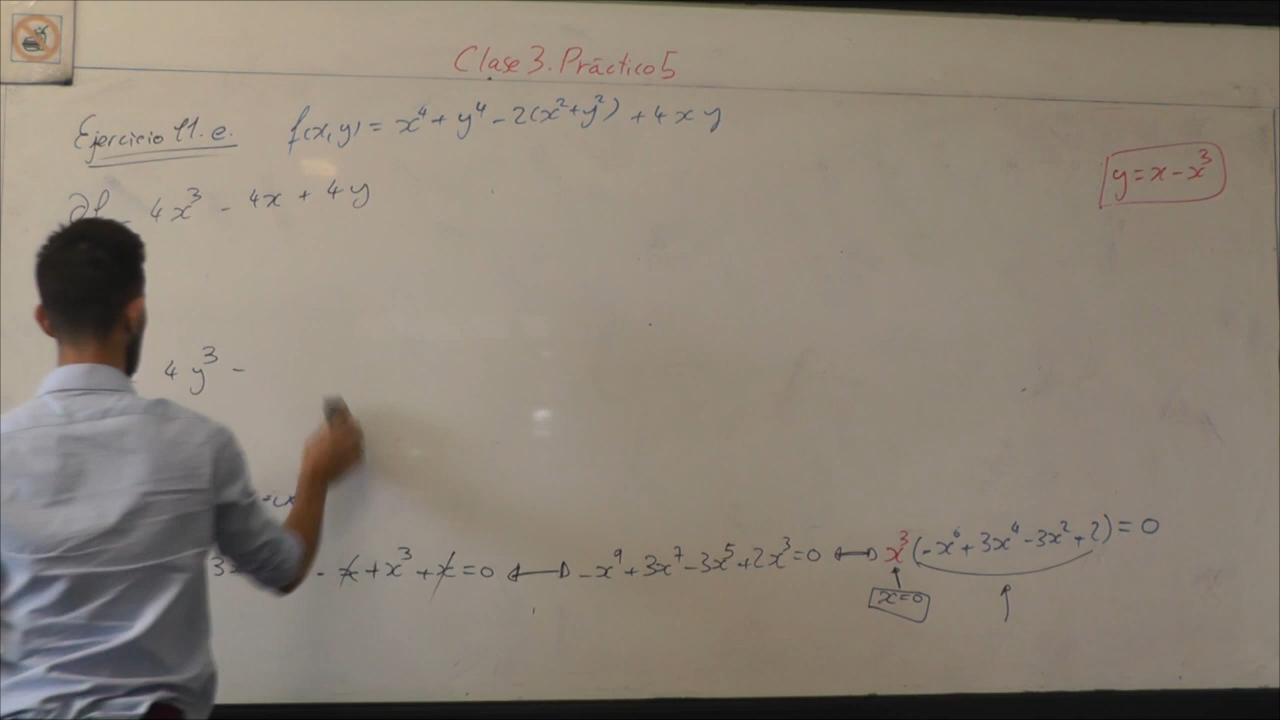 Clase 3. Práctico 5
Ejercicio 11. e. f(x,y) = x⁴ + y⁴ - 2(x² + y²) + 4xy
4x³ - 4x + 4y
y = x - x³
4y³ -
- x + x³ + x = 0 ⟷ -x⁹ + 3x⁷ - 3x⁵ + 2x³ = 0 ⟷ x³(-x⁶ + 3x⁴ - 3x² + 2) = 0
x=0